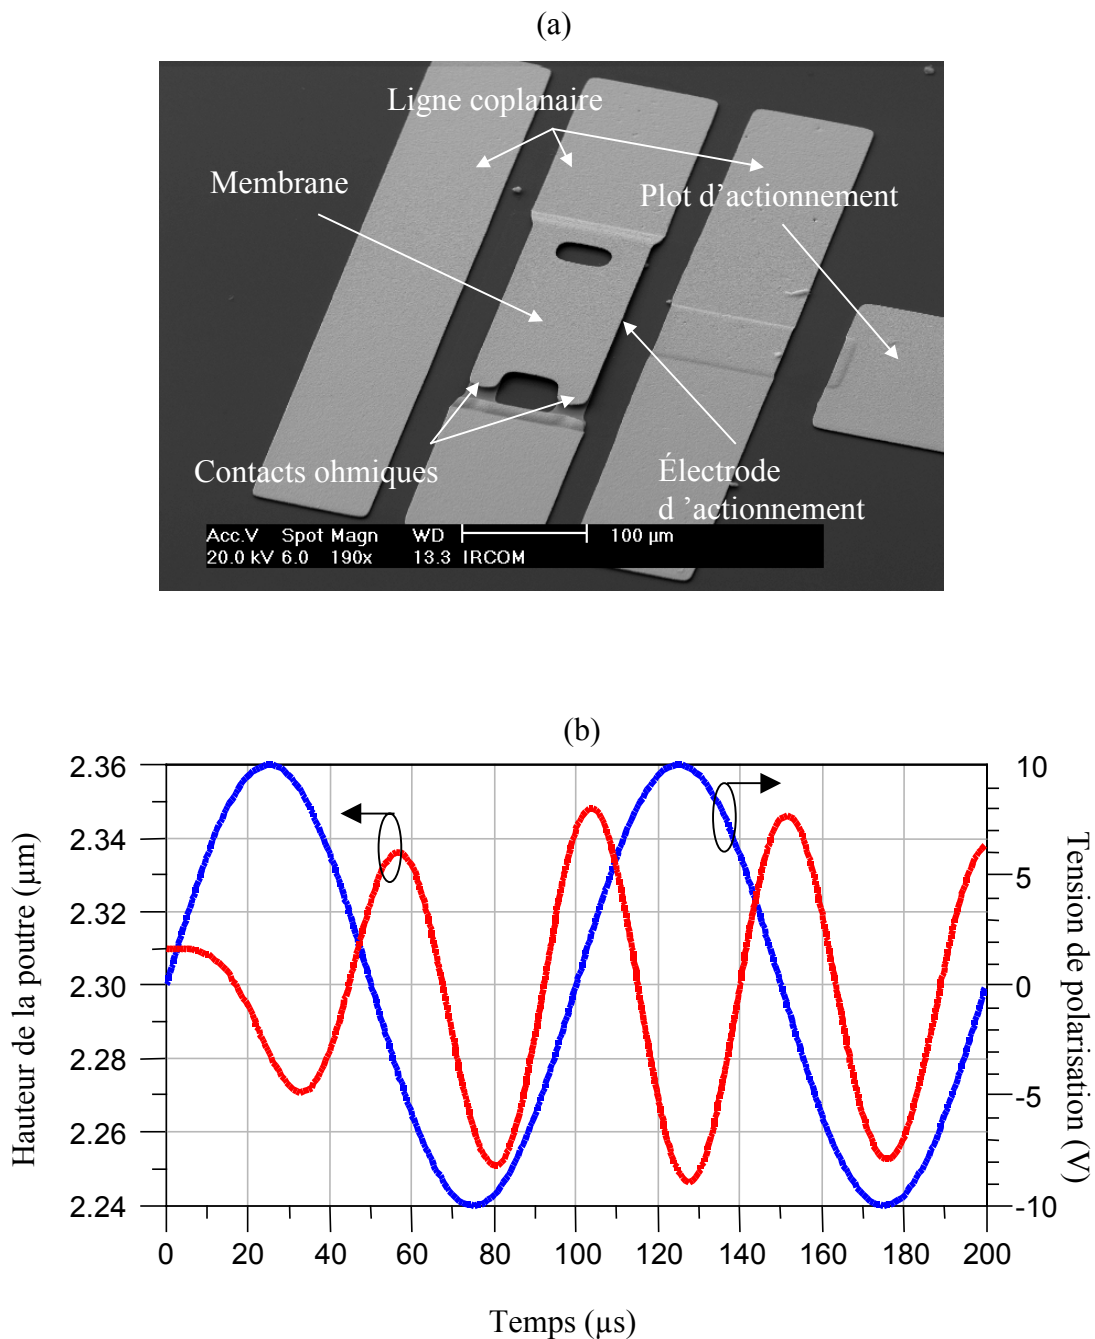 (a)
Ligne coplanaire
Membrane
Plot d’actionnement
Contacts ohmiques
Électrode
d ’actionnement
Acc.V Spot Magn WD 100 µm
20.0 kV 6.0 190x 13.3 IRCOM
(b)
Hauteur de la poutre (µm)
2.36
2.34
2.32
2.30
2.28
2.26
2.24
10
5
0
-5
-10
Tension de polarisation (V)
0 20 40 60 80 100 120 140 160 180 200
Temps (µs)